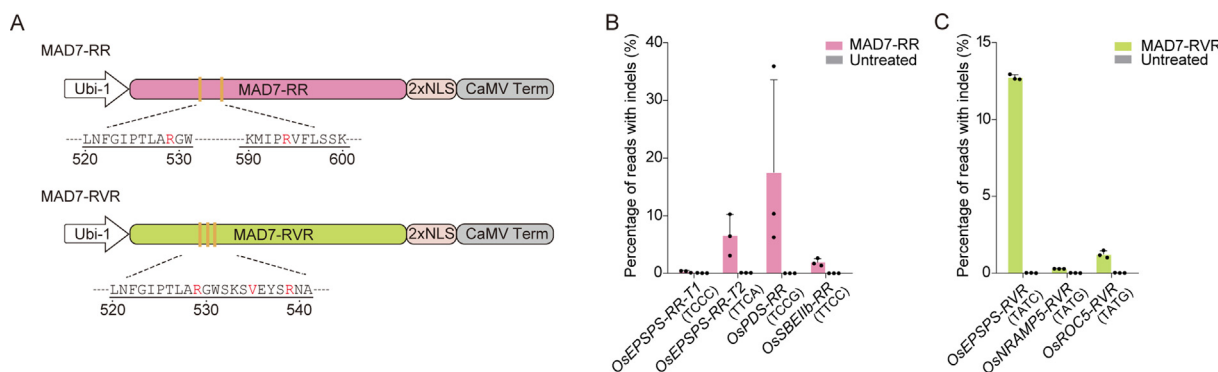 A
MAD7-RR
Ubi-1
MAD7-RR
2xNLS
CaMV Term
LNFGIPTLARGW
KMIPRVFLSSK
520
530
590
600
MAD7-RVR
Ubi-1
MAD7-RVR
2xNLS
CaMV Term
LNFGIPTLARGWSKSVEYSRNA
520
530
540
B
Percentage of reads with indels (%)
40
30
20
10
0
MAD7-RR
Untreated
OsEPSPS-RR-T1
(TCCC)
OsEPSPS-RR-T2
(TTCA)
OsPDS-RR
(TCCG)
OsSBEIIb-RR
(TTCC)
C
Percentage of reads with indels (%)
15
10
5
0
MAD7-RVR
Untreated
OsEPSPS-RVR
(TATC)
OsNRAMP5-RVR
(TATG)
OsROC5-RVR
(TATG)